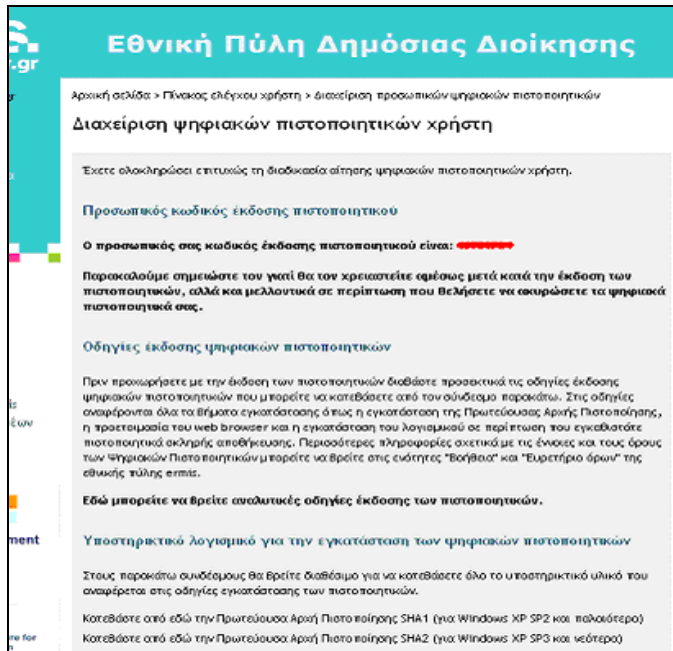 Εθνική Πύλη Δημόσιας Διοίκησης
.gr
Αρχική σελίδα > Πίνακας ελέγχου χρήστη > Διαχείριση προσωπικών ψηφιακών πιστοποιητικών
Διαχείριση ψηφιακών πιστοποιητικών χρήστη
Έχετε ολοκληρώσει επιτυχώς τη διαδικασία αίτησης ψηφιακών πιστοποιητικών χρήστη.
Προσωπικός κωδικός έκδοσης πιστοποιητικού
Ο προσωπικός σας κωδικός έκδοσης πιστοποιητικού είναι:
Παρακαλούμε σημειώστε τον γιατί θα τον χρειαστείτε αμέσως μετά κατά την έκδοση των
πιστοποιητικών, αλλά και μελλοντικά σε περίπτωση που θελήσετε να ακυρώσετε τα ψηφιακά
πιστοποιητικά σας.
Οδηγίες έκδοσης ψηφιακών πιστοποιητικών
Πριν προχωρήσετε με την έκδοση των πιστοποιητικών διαβάστε προσεκτικά τις οδηγίες έκδοσης
ψηφιακών πιστοποιητικών που μπορείτε να κατεβάσετε από τον σύνδεσμο παρακάτω. Στις οδηγίες
αναφέρονται όλα τα βήματα εγκατάστασης όπως η εγκατάσταση της Πρωτεύουσας Αρχής Πιστοποίησης,
η προετοιμασία του web browser και η εγκατάσταση του λογισμικού σε περίπτωση που εγκαθιστάτε
πιστοποιητικά σκληρής αποθήκευσης. Περισσότερες πληροφορίες σχετικά με τις έννοιες και τους όρους
των Ψηφιακών Πιστοποιητικών μπορείτε να βρείτε στις ενότητες "Βοήθεια" και "Ευρετήριο όρων" της
εθνικής πύλης ermis.
Εδώ μπορείτε να βρείτε αναλυτικές οδηγίες έκδοσης των πιστοποιητικών.
Υποστηρικτικό λογισμικό για την εγκατάσταση των ψηφιακών πιστοποιητικών
Στους παρακάτω συνδέσμους θα βρείτε διαθέσιμο για να κατεβάσετε όλο το υποστηρικτικό υλικό που
αναφέρεται στις οδηγίες εγκατάστασης των πιστοποιητικών.
Κατεβάστε από εδώ την Πρωτεύουσα Αρχή Πιστοποίησης SHA1 (για Windows XP SP2 και παλαιότερο)
Κατεβάστε από εδώ την Πρωτεύουσα Αρχή Πιστοποίησης SHA2 (για Windows XP SP3 και νεότερο)